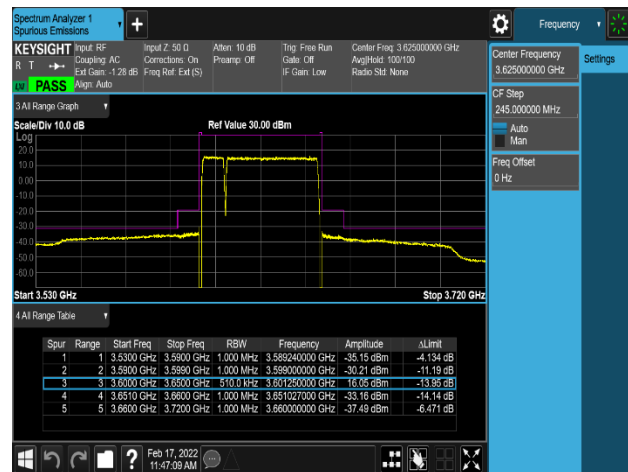 Spectrum Analyzer 1
Spurious Emissions
Frequency
KEYSIGHT
R T
LW PASS
Input: RF
Coupling: AC
Ext Gain: -1.28 dB
Align: Auto
Input Z: 50 Ω
Corrections: On
Freq Ref: Ext (S)
Atten: 10 dB
Preamp: Off
Trig: Free Run
Gate: Off
IF Gain: Low
Center Freq: 3.625000000 GHz
Avg|Hold: 100/100
Radio Std: None
Center Frequency
3.625000000 GHz
Settings
CF Step
245.000000 MHz
Auto
Man
Freq Offset
0 Hz
3 All Range Graph
Scale/Div 10.0 dB
Ref Value 30.00 dBm
Log
20.0
10.0
0.00
-10.0
-20.0
-30.0
-40.0
-50.0
-60.0
Start 3.530 GHz
Stop 3.720 GHz
4 All Range Table
Spur Range Start Freq Stop Freq RBW Frequency Amplitude ΔLimit
1 1 3.5300 GHz 3.5900 GHz 1.000 MHz 3.589240000 GHz -35.15 dBm -4.134 dB
2 2 3.5900 GHz 3.5990 GHz 1.000 MHz 3.599000000 GHz -30.21 dBm -11.19 dB
3 3 3.6000 GHz 3.6500 GHz 510.0 kHz 3.601250000 GHz 16.05 dBm -13.95 dB
4 4 3.6510 GHz 3.6600 GHz 1.000 MHz 3.651027000 GHz -33.16 dBm -14.14 dB
5 5 3.6600 GHz 3.7200 GHz 1.000 MHz 3.660000000 GHz -37.49 dBm -6.471 dB
?
Feb 17, 2022
11:47:09 AM